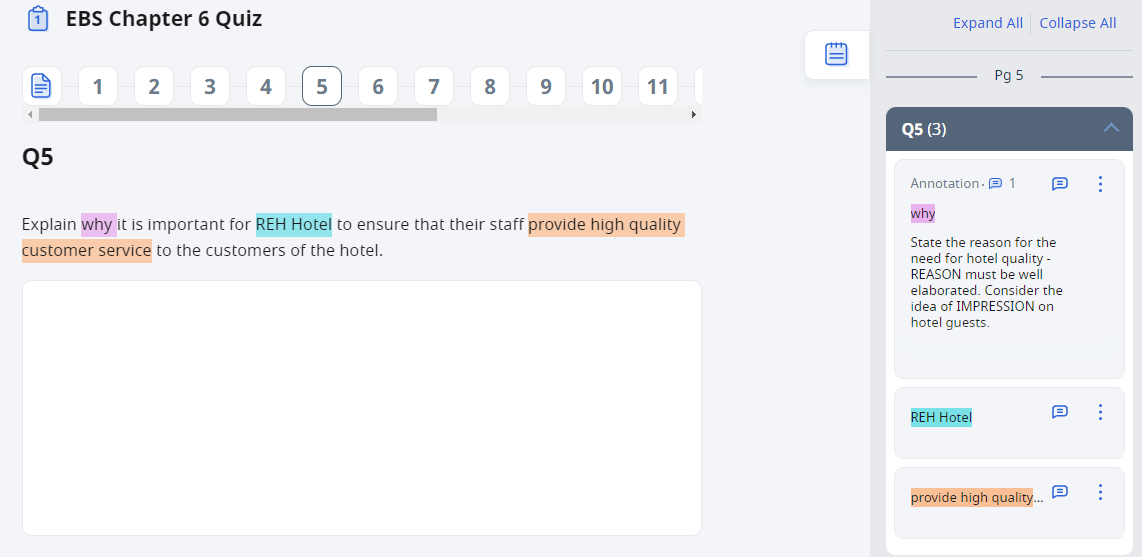 1
EBS Chapter 6 Quiz
1 2 3 4 5 6 7 8 9 10 11
Q5
Explain why it is important for REH Hotel to ensure that their staff provide high quality
customer service to the customers of the hotel.
Expand All Collapse All
Pg 5
Q5 (3)
Annotation · 1
why
State the reason for the
need for hotel quality -
REASON must be well
elaborated. Consider the
idea of IMPRESSION on
hotel guests.
REH Hotel
provide high quality...